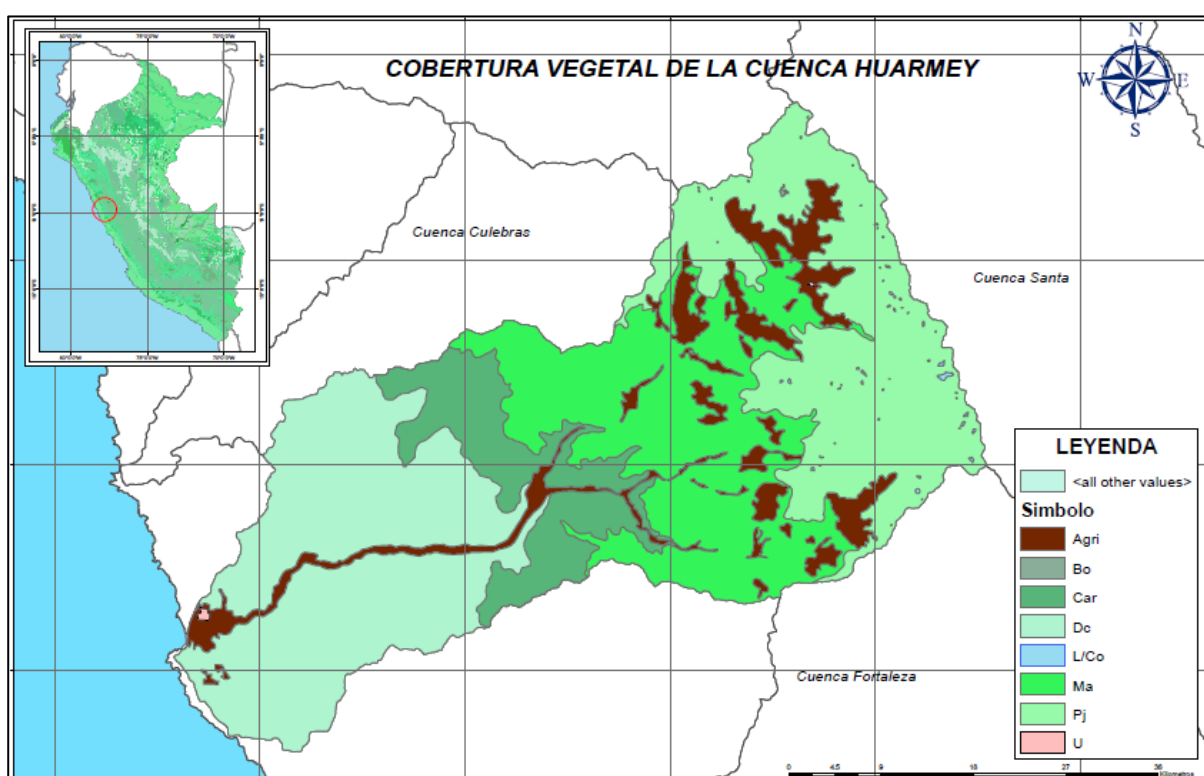 COBERTURA VEGETAL DE LA CUENCA HUARMEY
N
W E
S
Cuenca Culebras
Cuenca Santa
Cuenca Fortaleza
LEYENDA
<all other values>
Simbolo
Agri
Bo
Car
Dc
L/Co
Ma
Pj
U
0 4.5 9 18 27 36